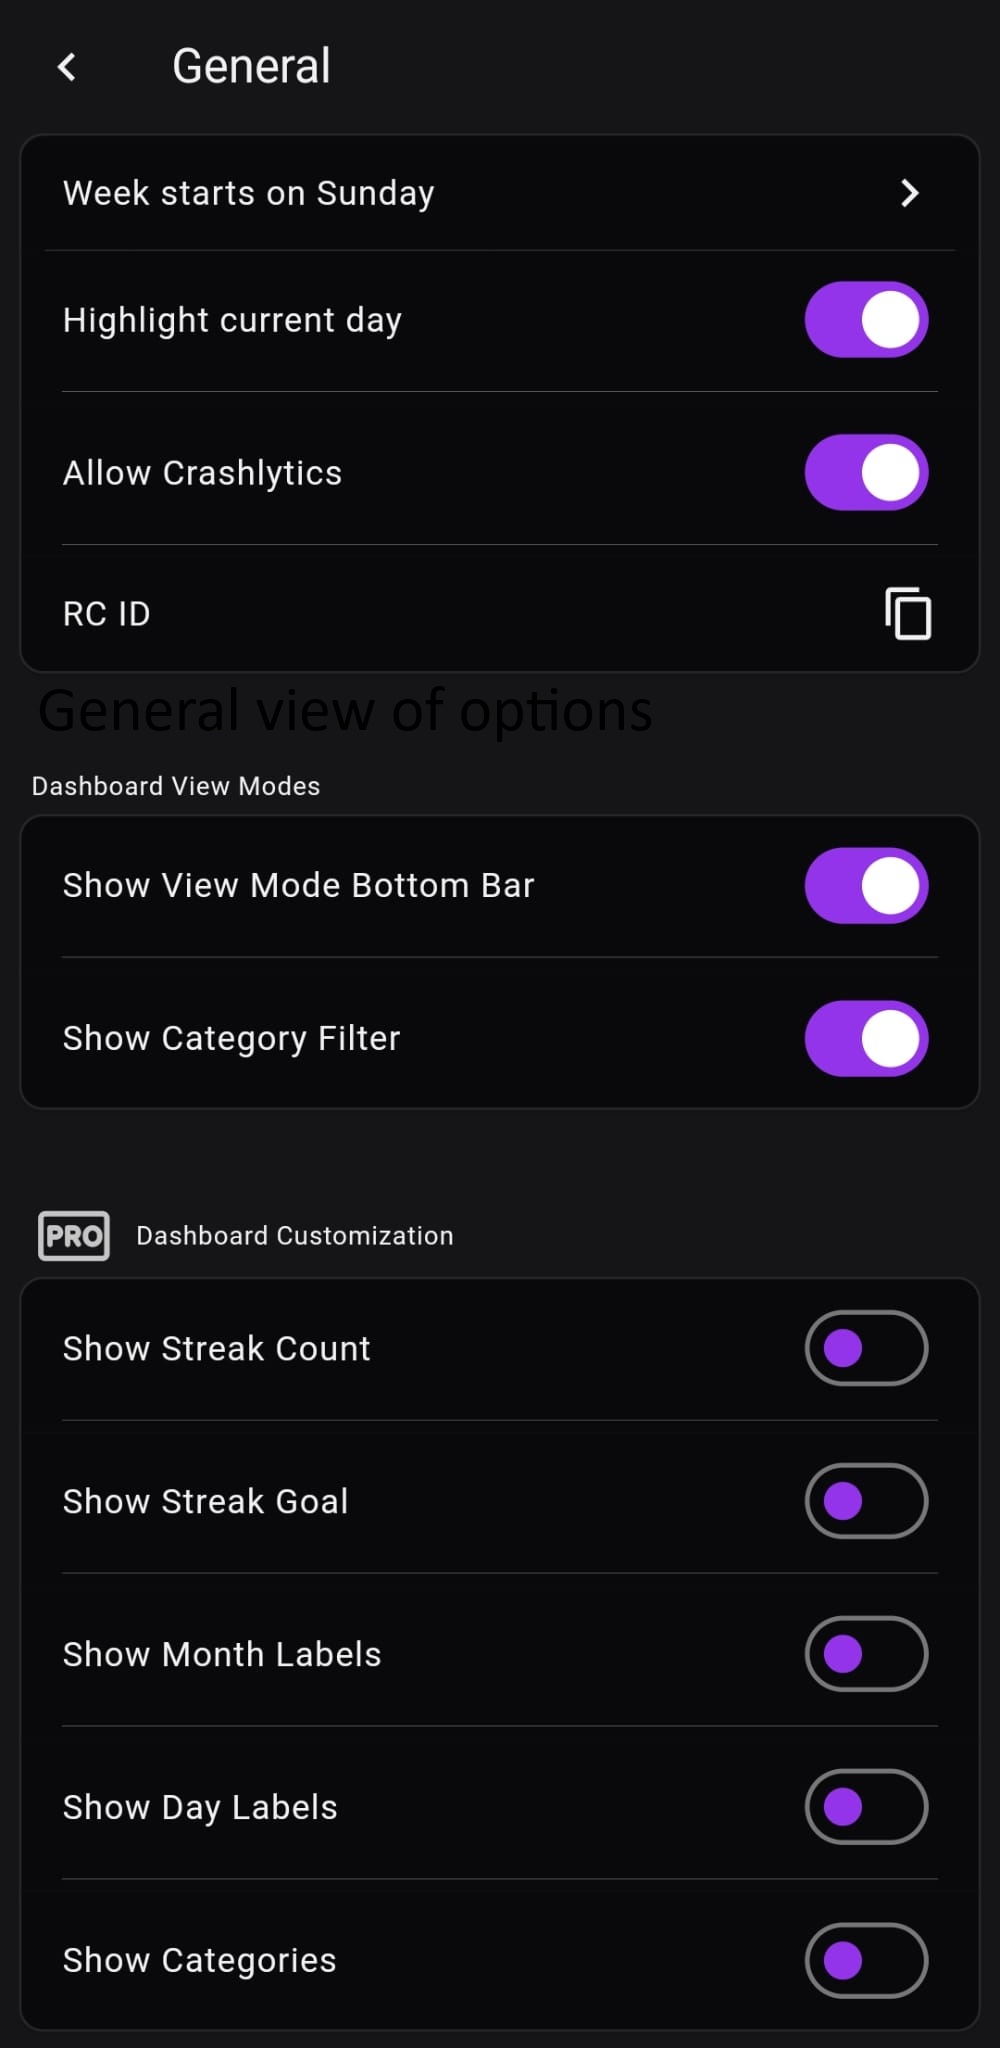 General
Week starts on Sunday
Highlight current day
Allow Crashlytics
RC ID
General view of options
Dashboard View Modes
Show View Mode Bottom Bar
Show Category Filter
PRO Dashboard Customization
Show Streak Count
Show Streak Goal
Show Month Labels
Show Day Labels
Show Categories